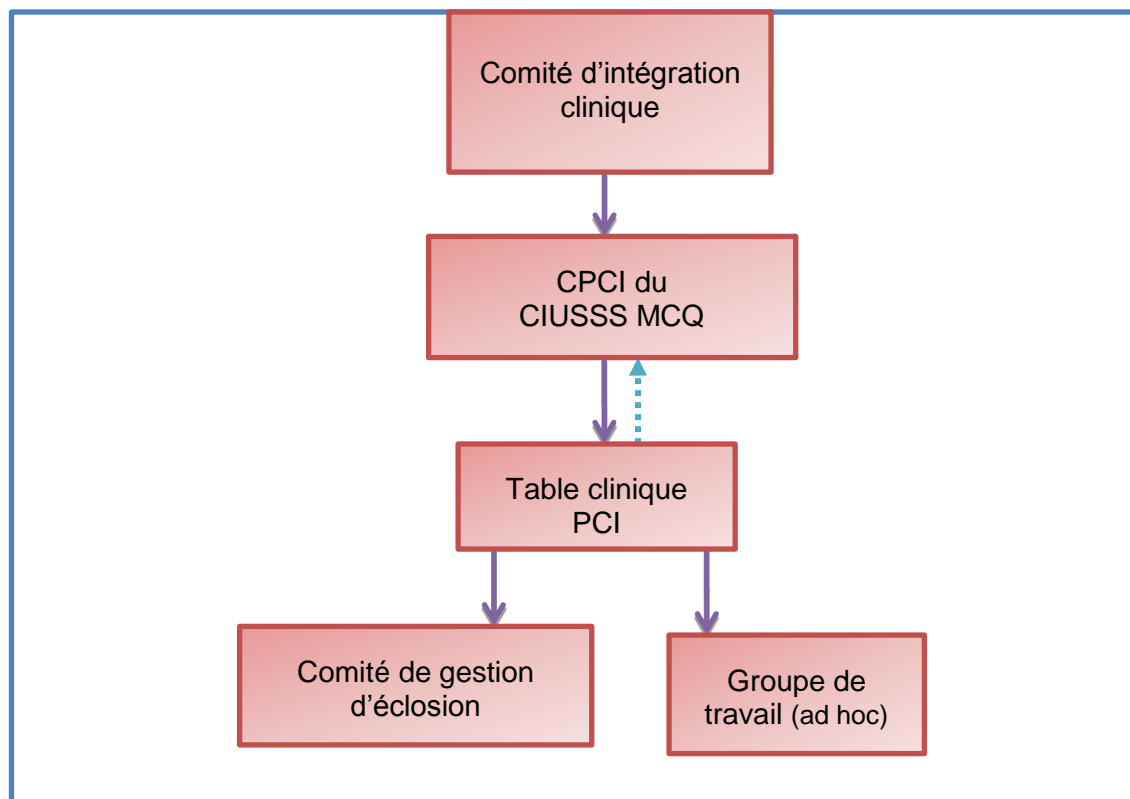 Comité d’intégration
clinique
CPCI du
CIUSSS MCQ
Table clinique
PCI
Comité de gestion
d’éclosion
Groupe de
travail (ad hoc)